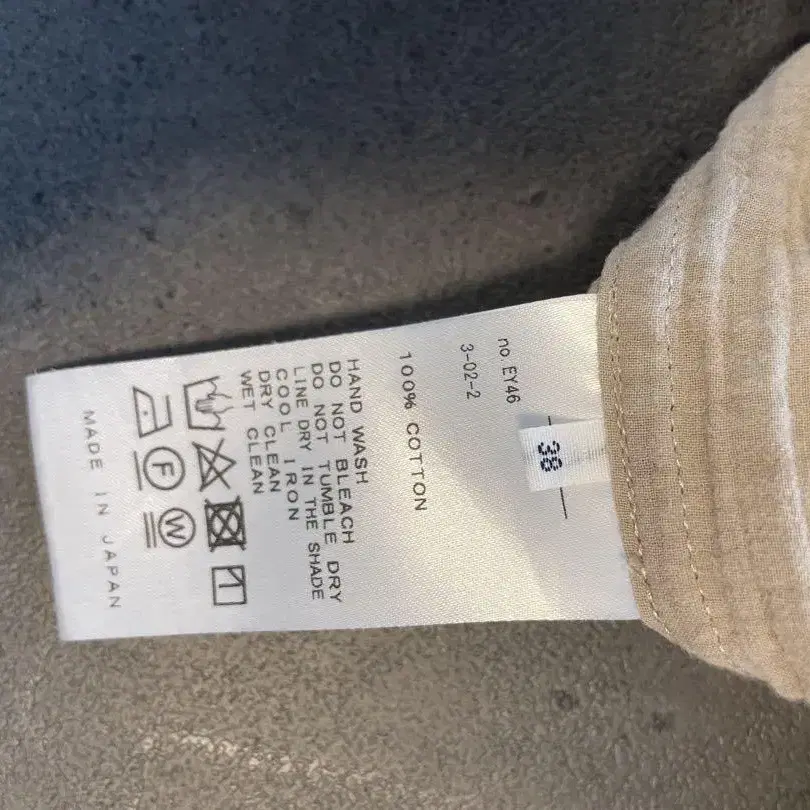 no. EY46
3-02-2
38
100% COTTON
HAND WASH
DO NOT BLEACH
DO NOT TUMBLE DRY
LINE DRY IN THE SHADE
COOL IRON
DRY CLEAN
WET CLEAN
F
W
MADE IN JAPAN